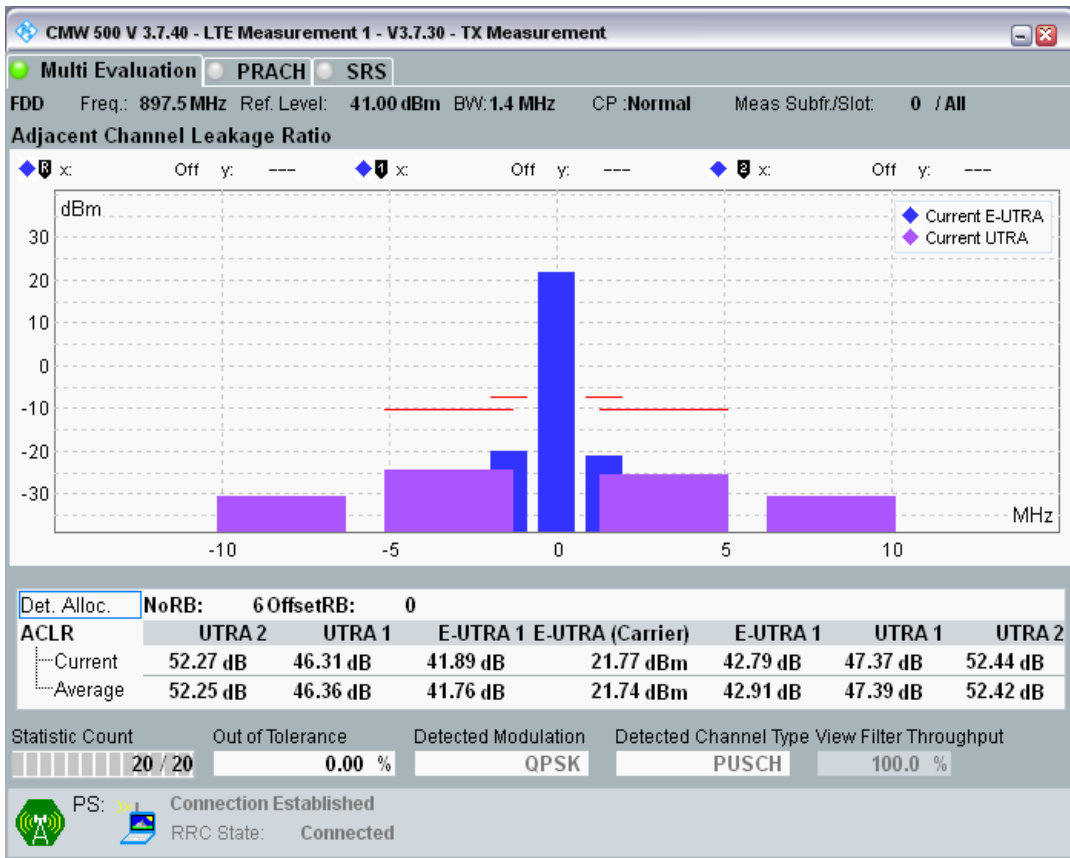 CMW 500 V 3.7.40 - LTE Measurement 1 - V3.7.30 - TX Measurement
Multi Evaluation PRACH SRS
FDD Freq.: 897.5 MHz Ref. Level: 41.00 dBm BW: 1.4 MHz CP :Normal Meas Subfr./Slot: 0 / All
Adjacent Channel Leakage Ratio
R x: Off y: --- 1 x: Off y: --- 2 x: Off y: ---
dBm
Current E-UTRA
Current UTRA
30
20
10
0
-10
-20
-30
MHz
-10 -5 0 5 10
Det. Alloc. NoRB: 6 OffsetRB: 0
ACLR UTRA 2 UTRA 1 E-UTRA 1 E-UTRA (Carrier) E-UTRA 1 UTRA 1 UTRA 2
Current 52.27 dB 46.31 dB 41.89 dB 21.77 dBm 42.79 dB 47.37 dB 52.44 dB
Average 52.25 dB 46.36 dB 41.76 dB 21.74 dBm 42.91 dB 47.39 dB 52.42 dB
Statistic Count Out of Tolerance Detected Modulation Detected Channel Type View Filter Throughput
20 / 20 0.00 % QPSK PUSCH 100.0 %
PS: Connection Established
RRC State: Connected